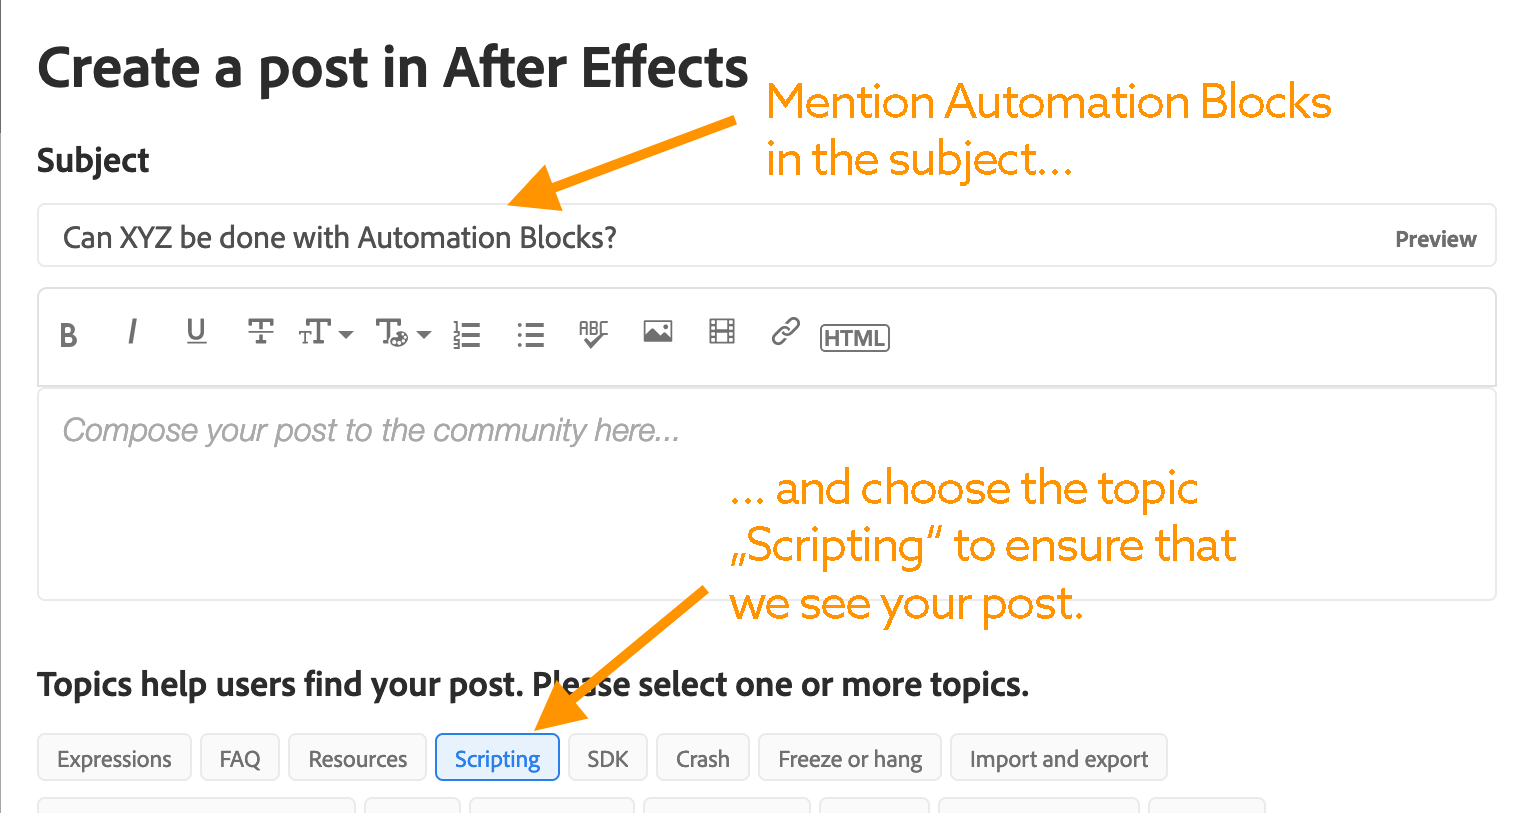 Create a post in After Effects
Mention Automation Blocks
in the subject...
Subject
Can XYZ be done with Automation Blocks?
Preview
B I U T TT T ABC HTML
Compose your post to the community here...
... and choose the topic
„Scripting“ to ensure that
we see your post.
Topics help users find your post. Please select one or more topics.
Expressions FAQ Resources Scripting SDK Crash Freeze or hang Import and export